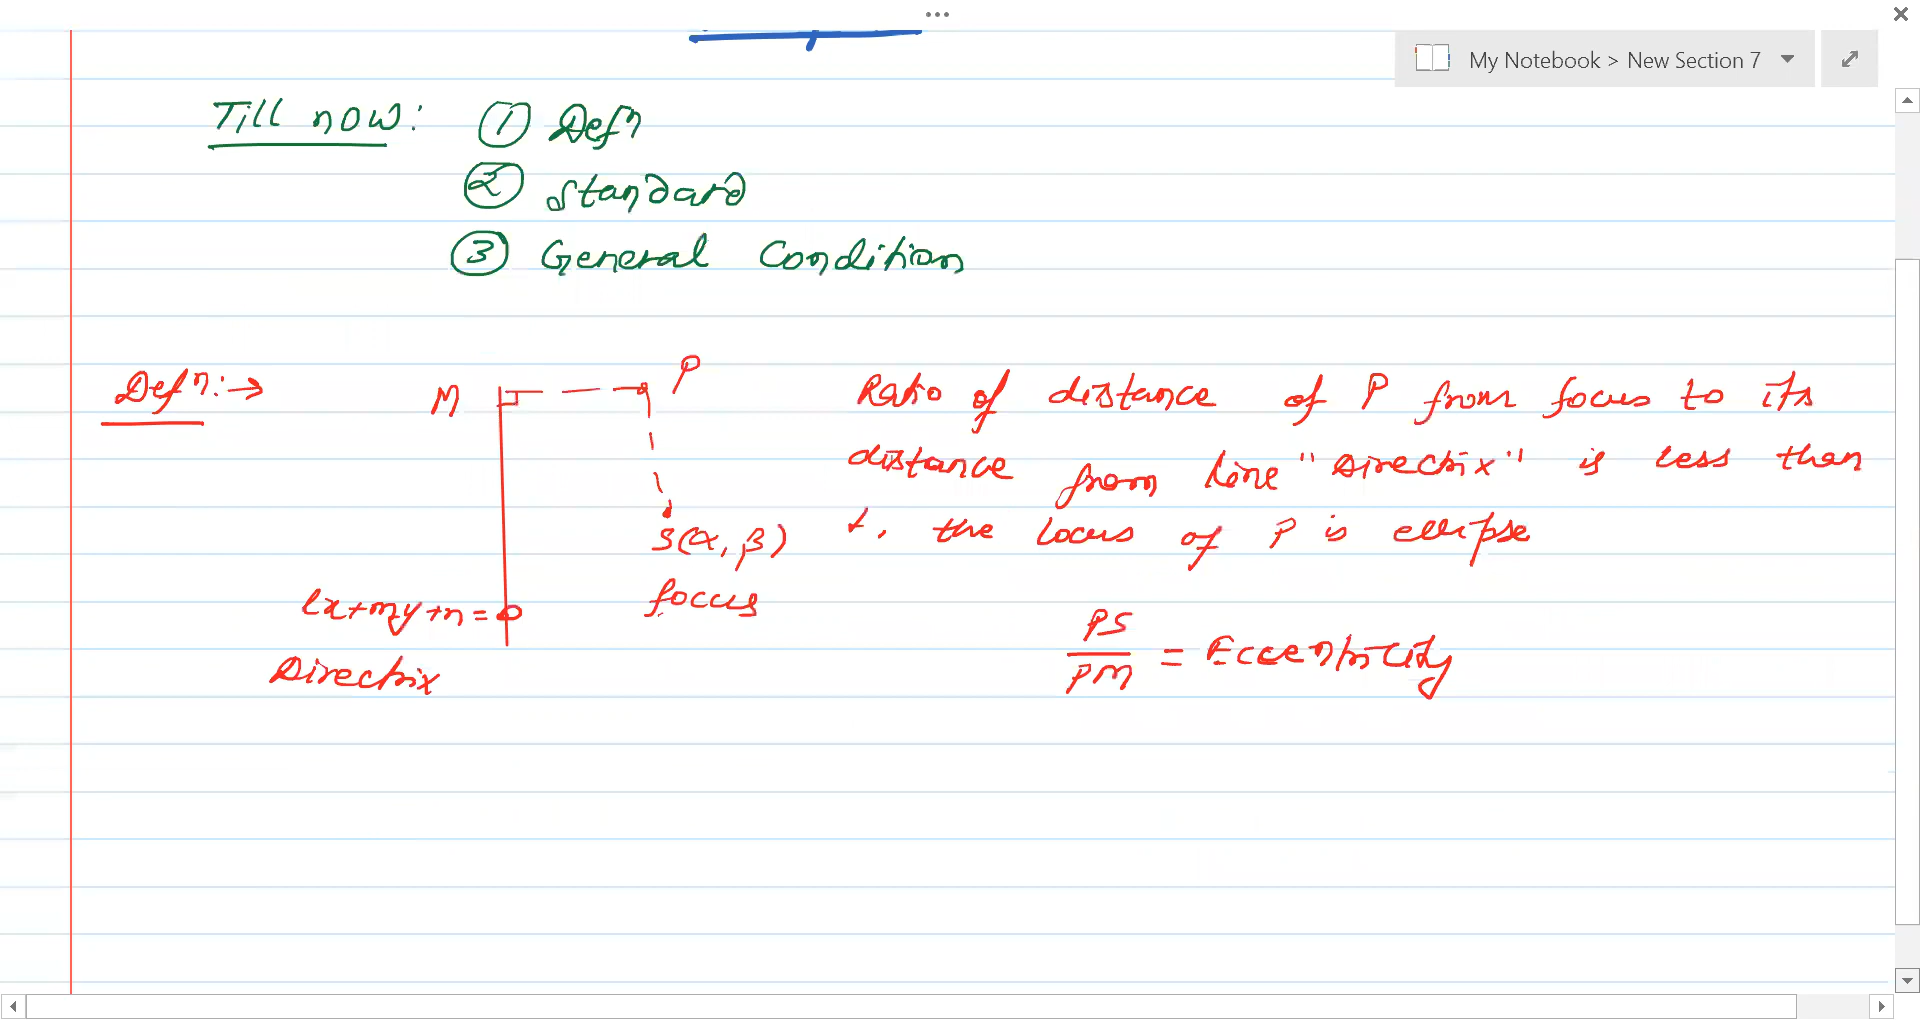 ...
My Notebook > New Section 7
Till now: ① Defn
② Standard
③ General Condition
Defn:→
M
P
S(α, β)
focus
lx+my+n=0
Directrix
Ratio of distance of P from focus to its
distance from line "Directrix" is less than
1, the locus of P is ellipse
PS
PM
= Eccentricity